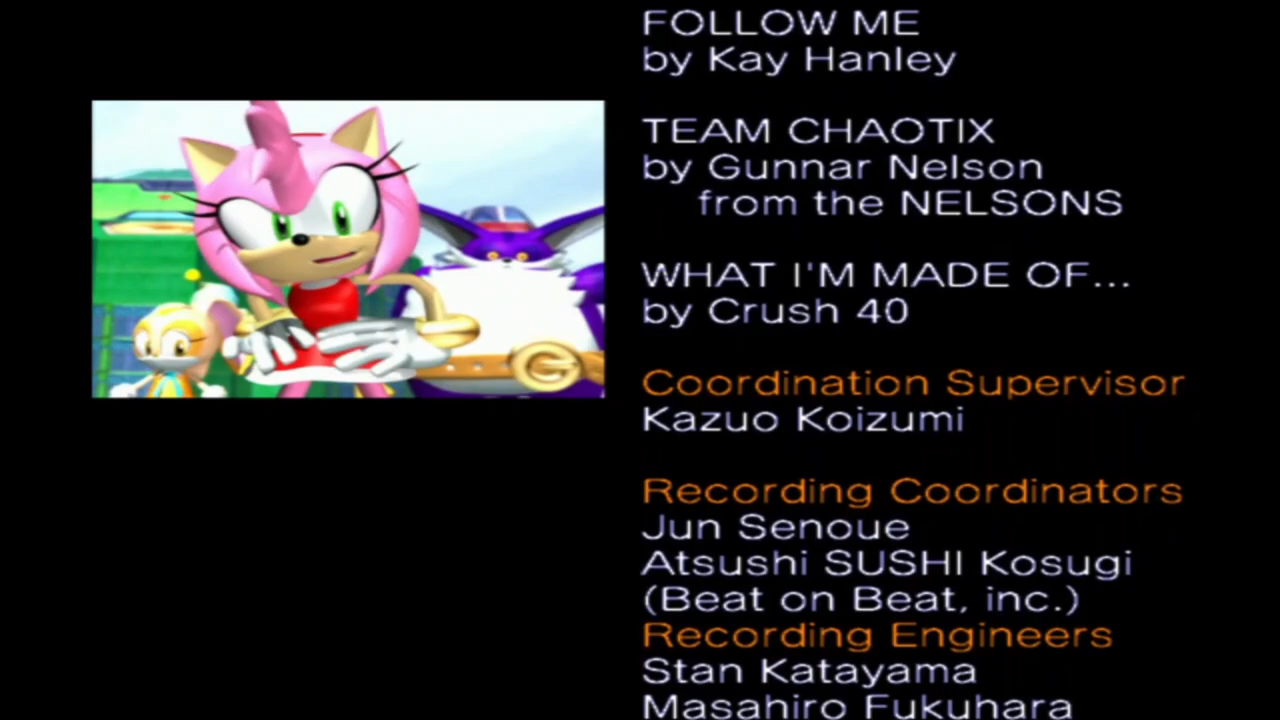 FOLLOW ME
by Kay Hanley
TEAM CHAOTIX
by Gunnar Nelson
from the NELSONS
WHAT I'M MADE OF...
by Crush 40
Coordination Supervisor
Kazuo Koizumi
Recording Coordinators
Jun Senoue
Atsushi SUSHI Kosugi
(Beat on Beat, inc.)
Recording Engineers
Stan Katayama
Masahiro Fukuhara